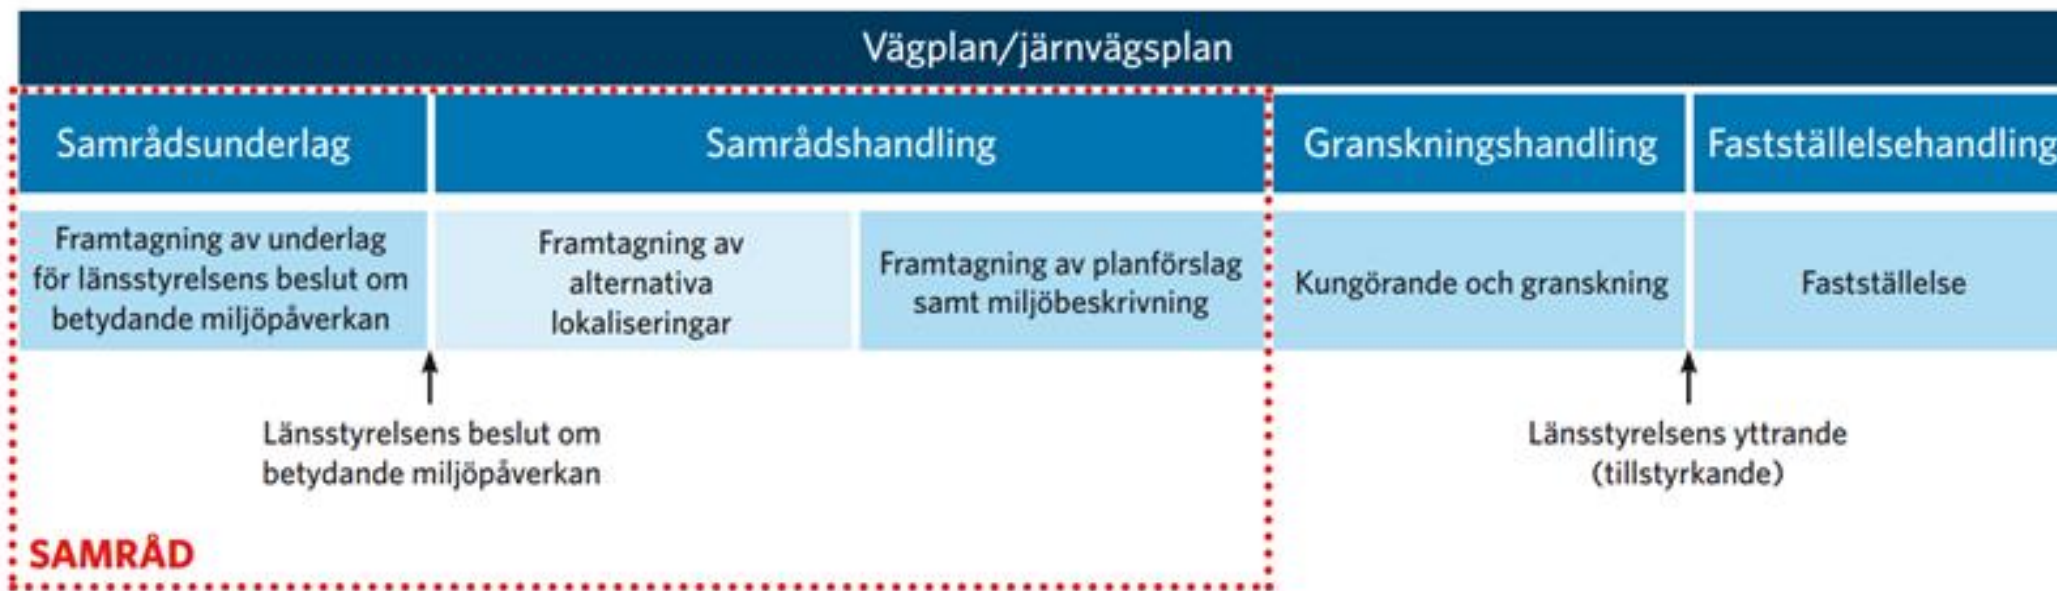 Vägplan/järnvägsplan
Samrådsunderlag
Samrådshandling
Granskningshandling
Fastställelsehandling
Framtagning av underlag
för länsstyrelsens beslut om
betydande miljöpåverkan
Framtagning av
alternativa
lokaliseringar
Framtagning av planförslag
samt miljöbeskrivning
Kungörande och granskning
Fastställelse
Länsstyrelsens beslut om
betydande miljöpåverkan
Länsstyrelsens yttrande
(tillstyrkande)
SAMRÅD